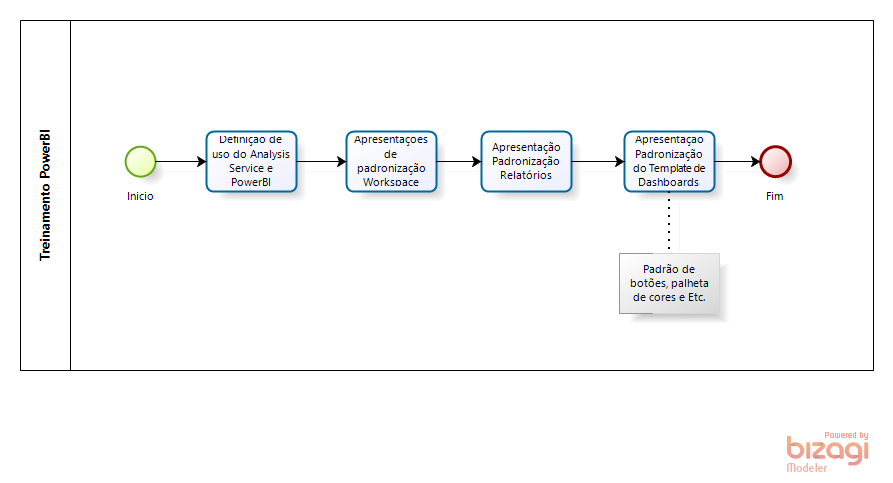 Treinamento PowerBI
Inicio
Definição de
uso do Analysis
Service e
PowerBI
Apresentações
de
padronização
Workspace
Apresentação
Padronização
Relatórios
Apresentação
Padronização
do Template de
Dashboards
Fim
Padrão de
botões, palheta
de cores e Etc.
Powered by
bizagi
Modeler